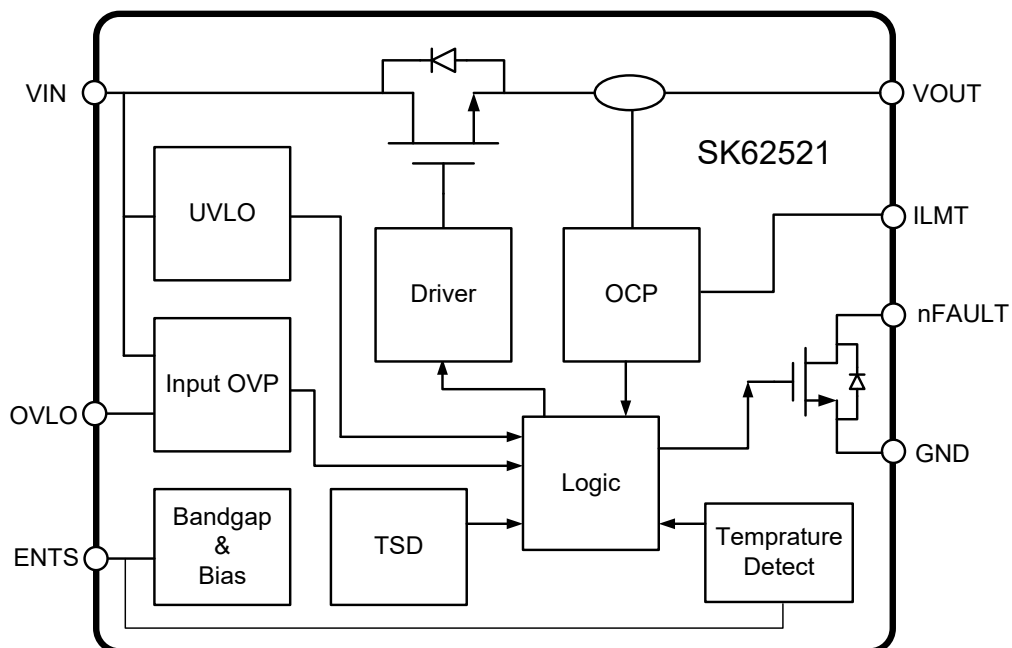 VIN
VOUT
SK62521
UVLO
ILMT
Driver
OCP
nFAULT
Input OVP
OVLO
GND
Logic
Bandgap
&
Bias
TSD
Temprature
Detect
ENTS